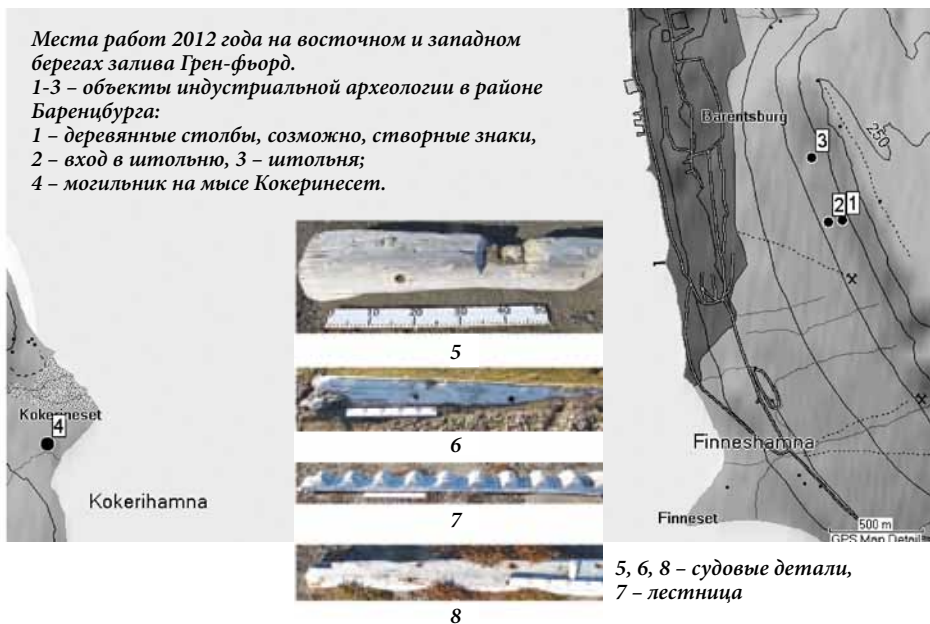 Места работ 2012 года на восточном и западном
берегах залива Грен-фьорд.
1-3 – объекты индустриальной археологии в районе
Баренцбурга:
1 – деревянные столбы, созможно, створные знаки,
2 – вход в штольню, 3 – штольня;
4 – могильник на мысе Кокеринесет.
Barentsburg
250
3
2 1
10 20 30 40 50
5
Kokerineset
4
6
Finneshamna
Kokerihamna
7
Finneset
500 m
GPS Map Detail
5, 6, 8 – судовые детали,
7 – лестница
8